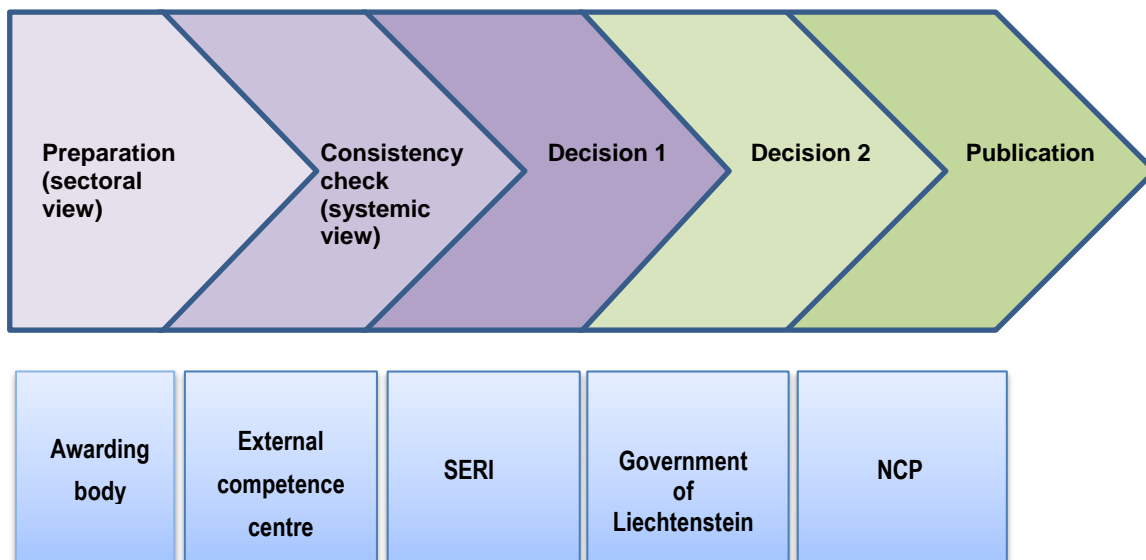 Preparation
(sectoral
view)
Consistency
check
(systemic
view)
Decision 1
Decision 2
Publication
Awarding
body
External
competence
centre
SERI
Government
of
Liechtenstein
NCP